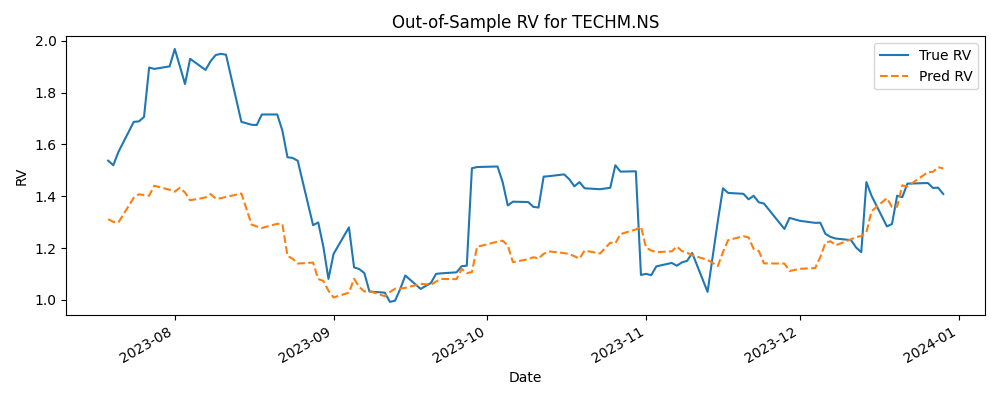 Out-of-Sample RV for TECHM.NS
2.0
1.8
1.6
1.4
1.2
1.0
RV
True RV
Pred RV
2023-08
2023-09
2023-10
2023-11
2023-12
2024-01
Date